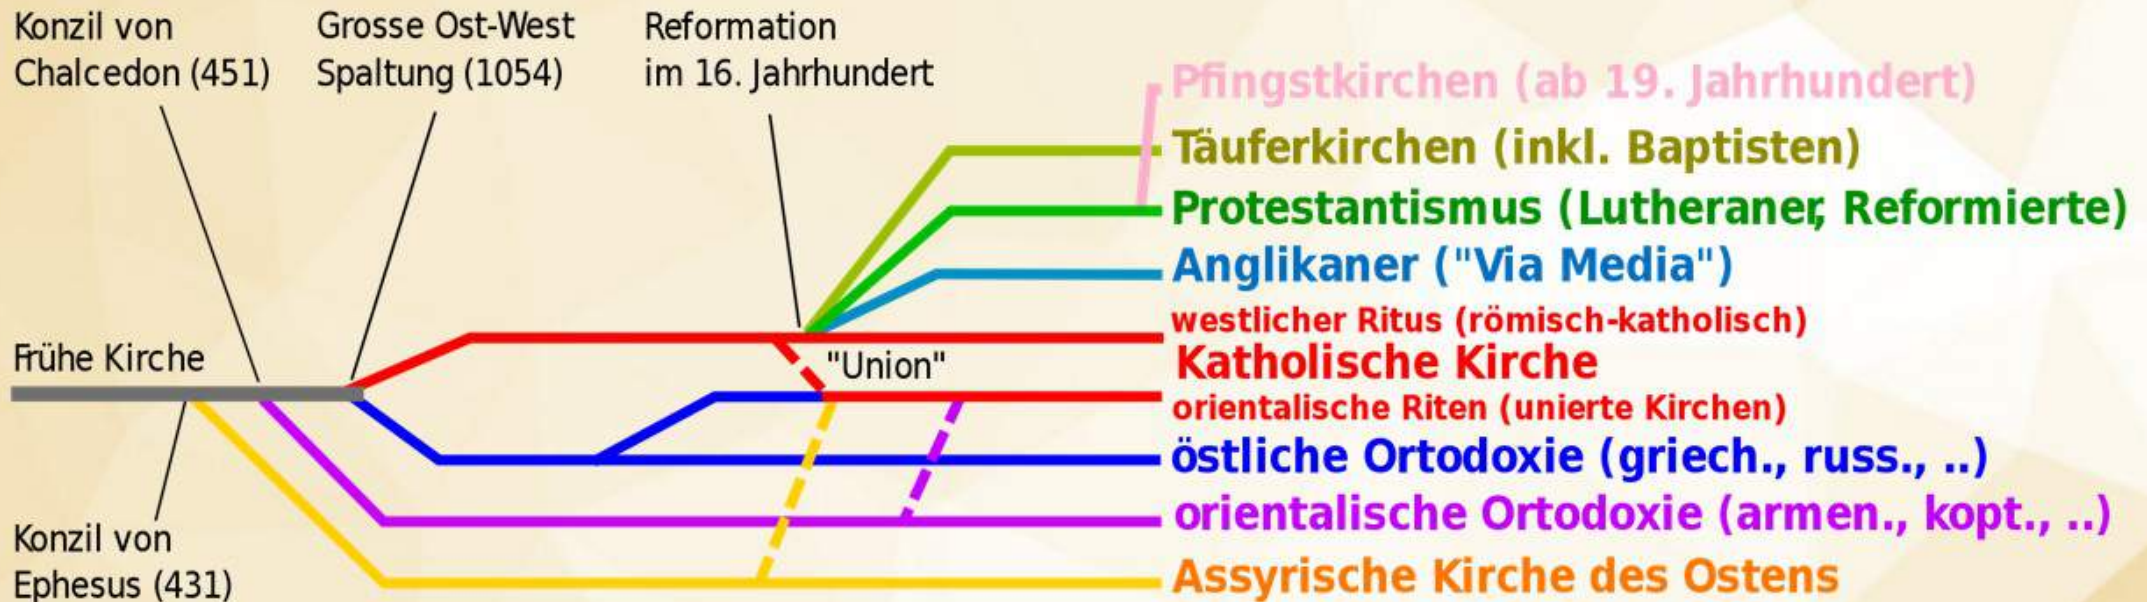 Konzil von
Chalcedon (451)
Grosse Ost-West
Spaltung (1054)
Reformation
im 16. Jahrhundert
Pfingstkirchen (ab 19. Jahrhundert)
Täuferkirchen (inkl. Baptisten)
Protestantismus (Lutheraner, Reformierte)
Anglikaner ("Via Media")
westlicher Ritus (römisch-katholisch)
Frühe Kirche
"Union"
Katholische Kirche
orientalische Riten (unierte Kirchen)
östliche Ortodoxie (griech., russ., ..)
orientalische Ortodoxie (armen., kopt., ..)
Konzil von
Ephesus (431)
Assyrische Kirche des Ostens